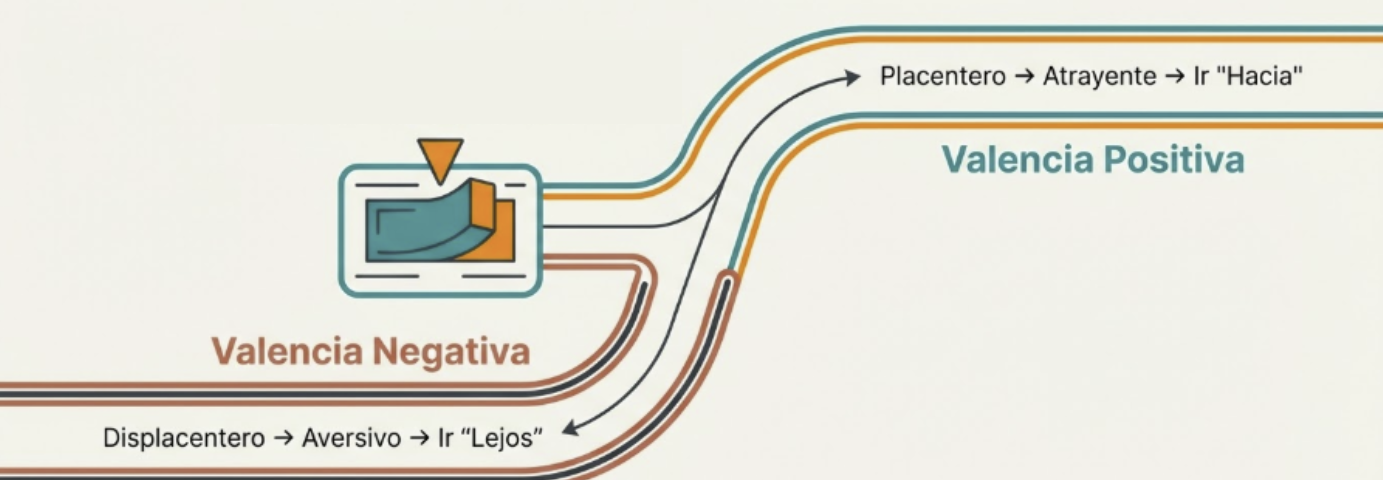 Placentero → Atrayente → Ir "Hacia"
Valencia Positiva
Valencia Negativa
Displacentero → Aversivo → Ir “Lejos”